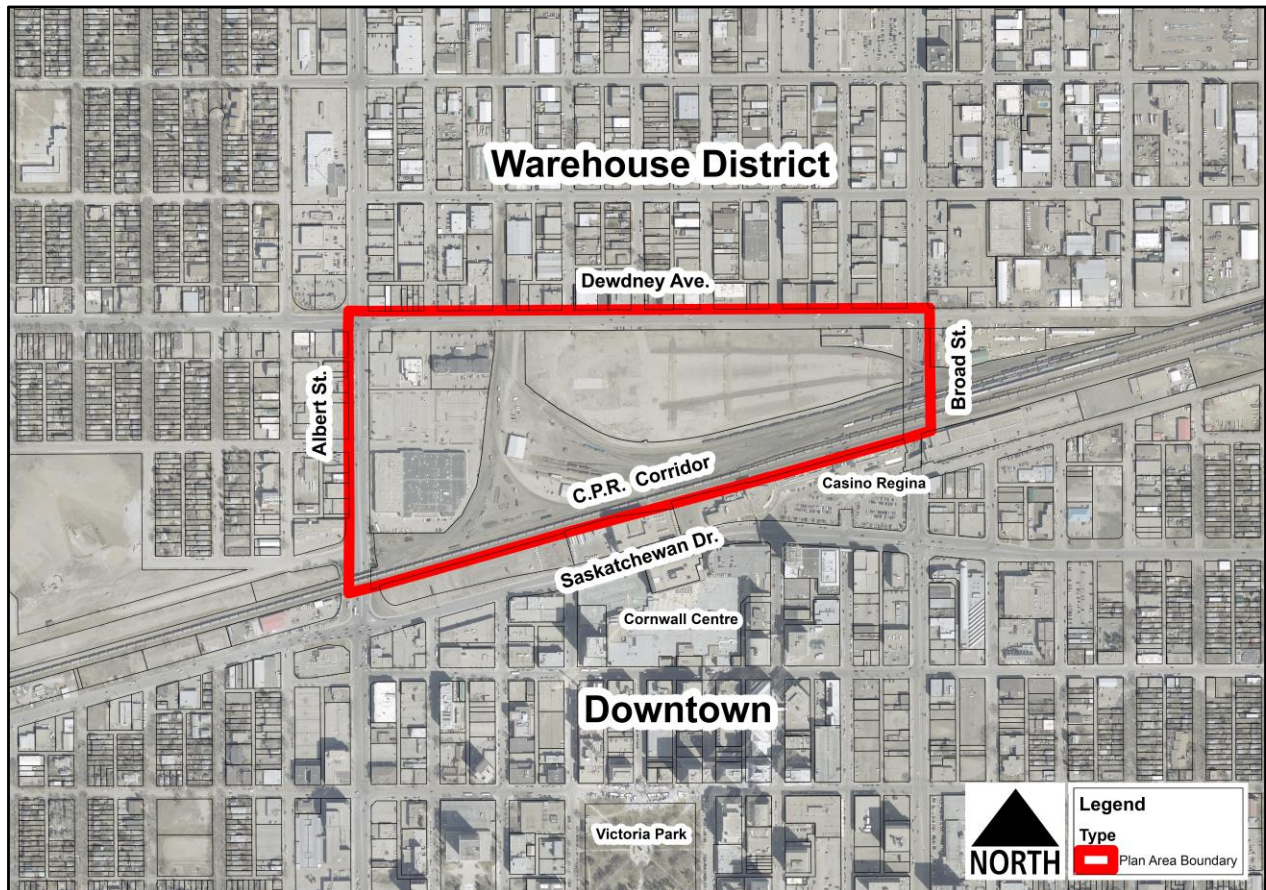 Warehouse District
Dewdney Ave.
Albert St.
Broad St.
C.P.R. Corridor
Casino Regina
Saskatchewan Dr.
Cornwall Centre
Downtown
Victoria Park
NORTH
Legend
Type
Plan Area Boundary